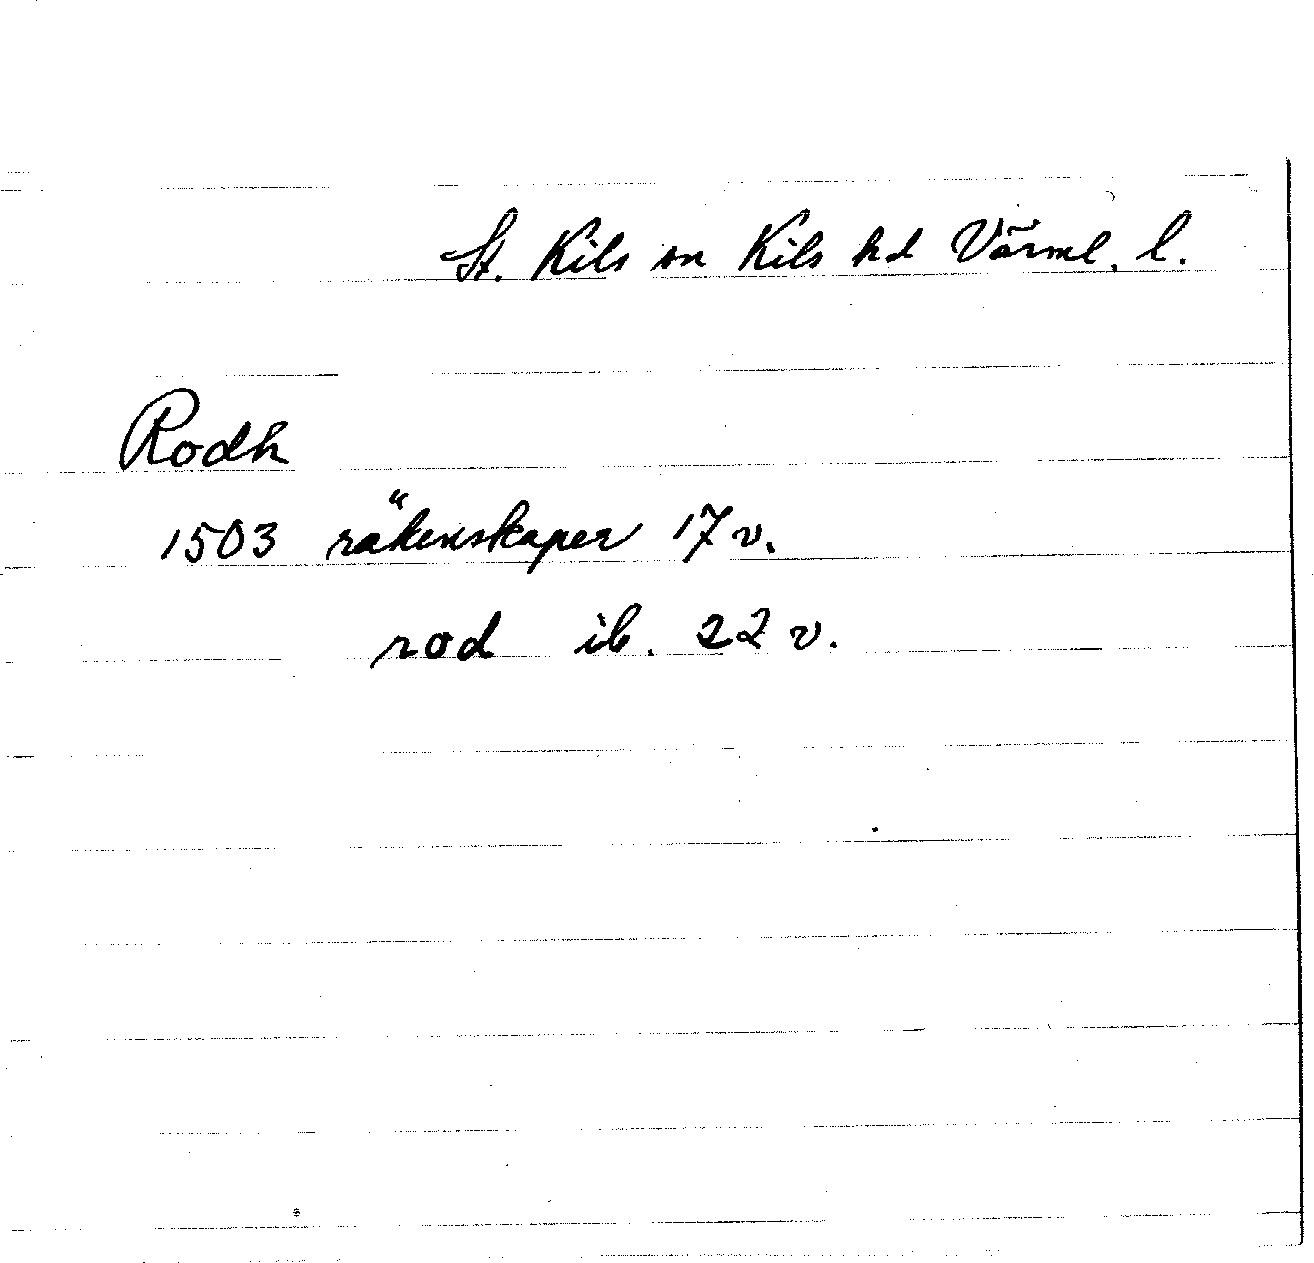 St. Kils sn Kils hd Värml. l.
Rodh
1503 räkenskaper 17 v.
rod ib. 22 v.